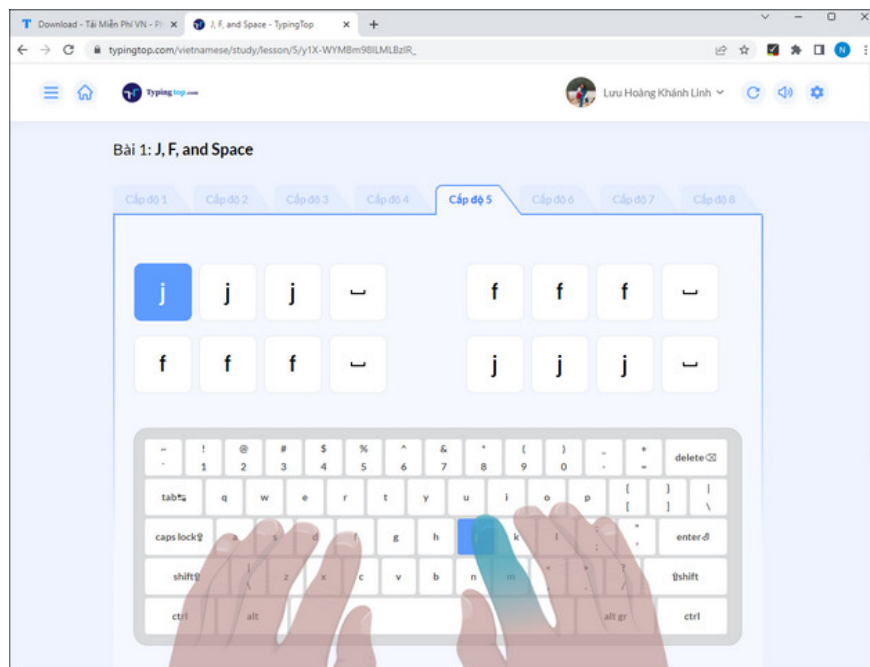 Download - Tải Miễn Phí VN - Ph
J, F, and Space - TypingTop
typingtop.com/vietnamese/study/lesson/5/y1X-WYMBm98lLMLBzlR_
N
Typing top.com
Lưu Hoàng Khánh Linh
Bài 1: J, F, and Space
Cấp độ 1 Cấp độ 2 Cấp độ 3 Cấp độ 4 Cấp độ 5 Cấp độ 6 Cấp độ 7 Cấp độ 8
j j j f f f
f f f j j j
~ ! @ # $ % ^ & * ( ) _ +
` 1 2 3 4 5 6 7 8 9 0 - = delete
tab q w e r t y u i o p { [ } ] | \
caps lock a s d f g h j k l : ; " ' enter
shift | \ z x c v b n m < , > . ? / shift
ctrl alt alt gr ctrl